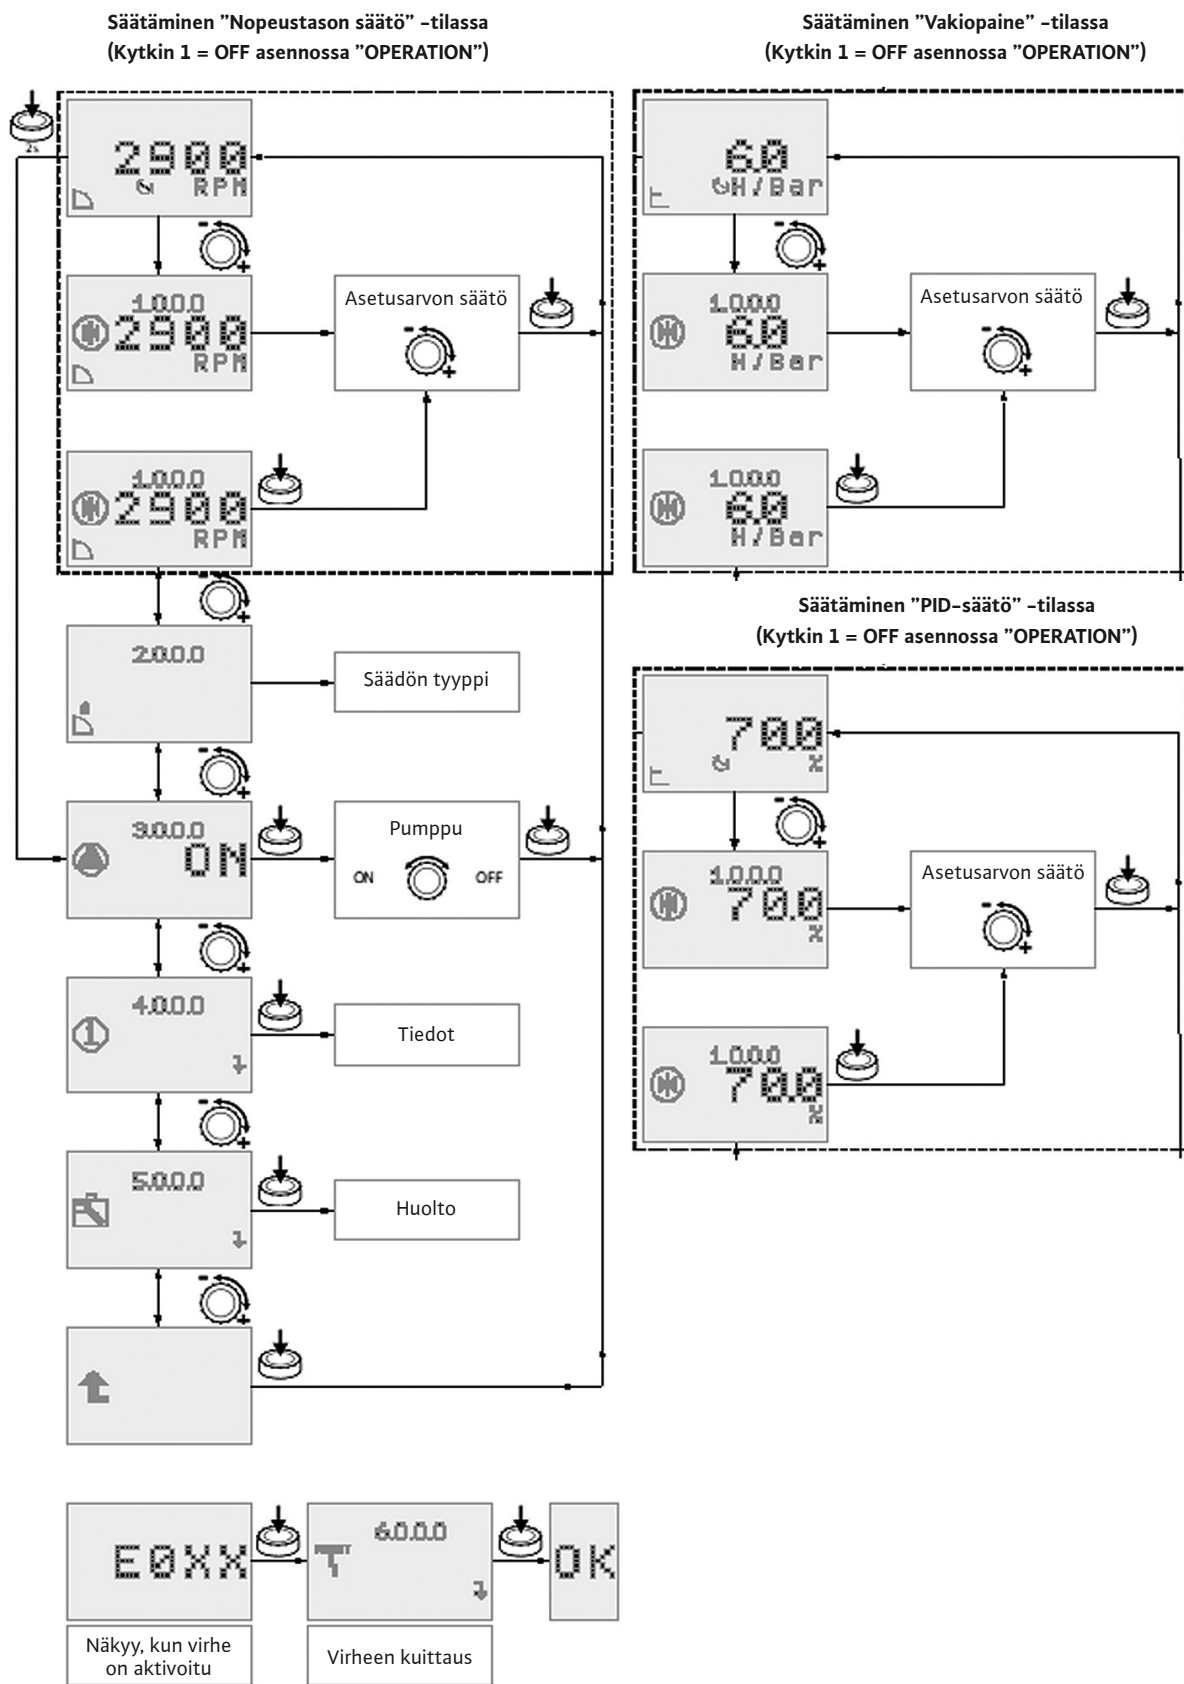 Säätäminen ”Nopeustason säätö” -tilassa
(Kytkin 1 = OFF asennossa ”OPERATION”)
2s
2900
RPM
1.0.0.0
2900
RPM
Asetusarvon säätö
- +
1.0.0.0
2900
RPM
- +
2.0.0.0
Säädön tyyppi
- +
3.0.0.0
ON
Pumppu
ON OFF
- +
4.0.0.0
1
Tiedot
- +
5.0.0.0
Huolto
- +
E0XX
6.0.0.0
OK
Näkyy, kun virhe
on aktivoitu
Virheen kuittaus
Säätäminen ”Vakiopaine” -tilassa
(Kytkin 1 = OFF asennossa ”OPERATION”)
6.0
H/Bar
- +
1.0.0.0
6.0
H/Bar
Asetusarvon säätö
- +
1.0.0.0
6.0
H/Bar
Säätäminen ”PID-säätö” -tilassa
(Kytkin 1 = OFF asennossa ”OPERATION”)
70.0
%
- +
1.0.0.0
70.0
%
Asetusarvon säätö
- +
1.0.0.0
70.0
%